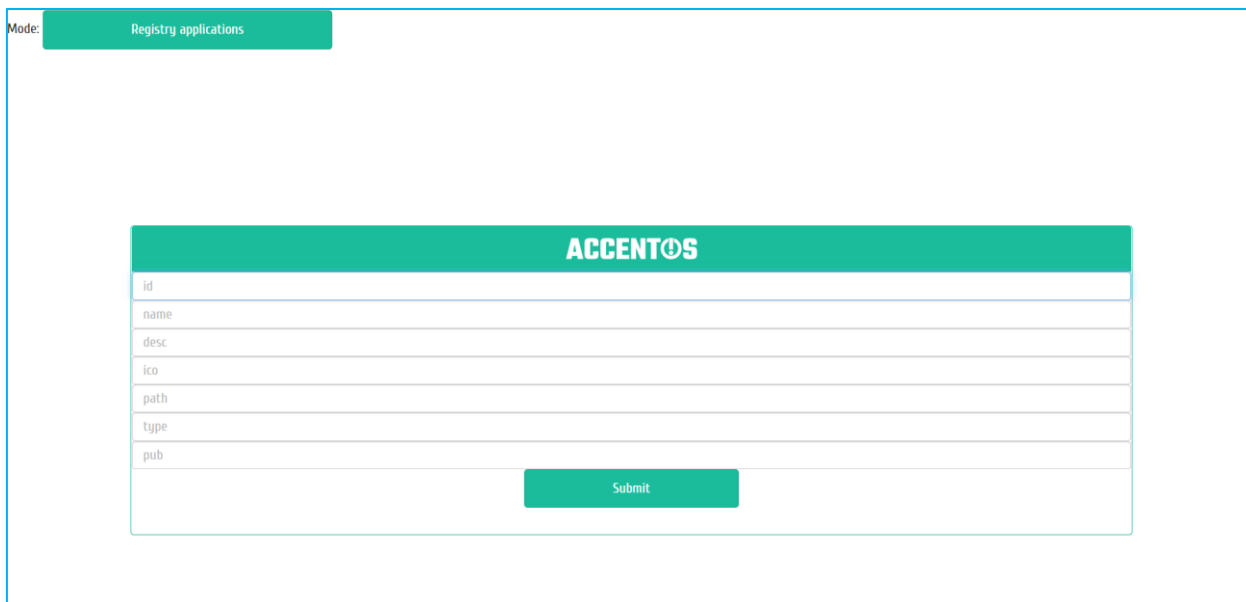 Mode: Registry applications
ACCENTOS
id
name
desc
ico
path
type
pub
Submit